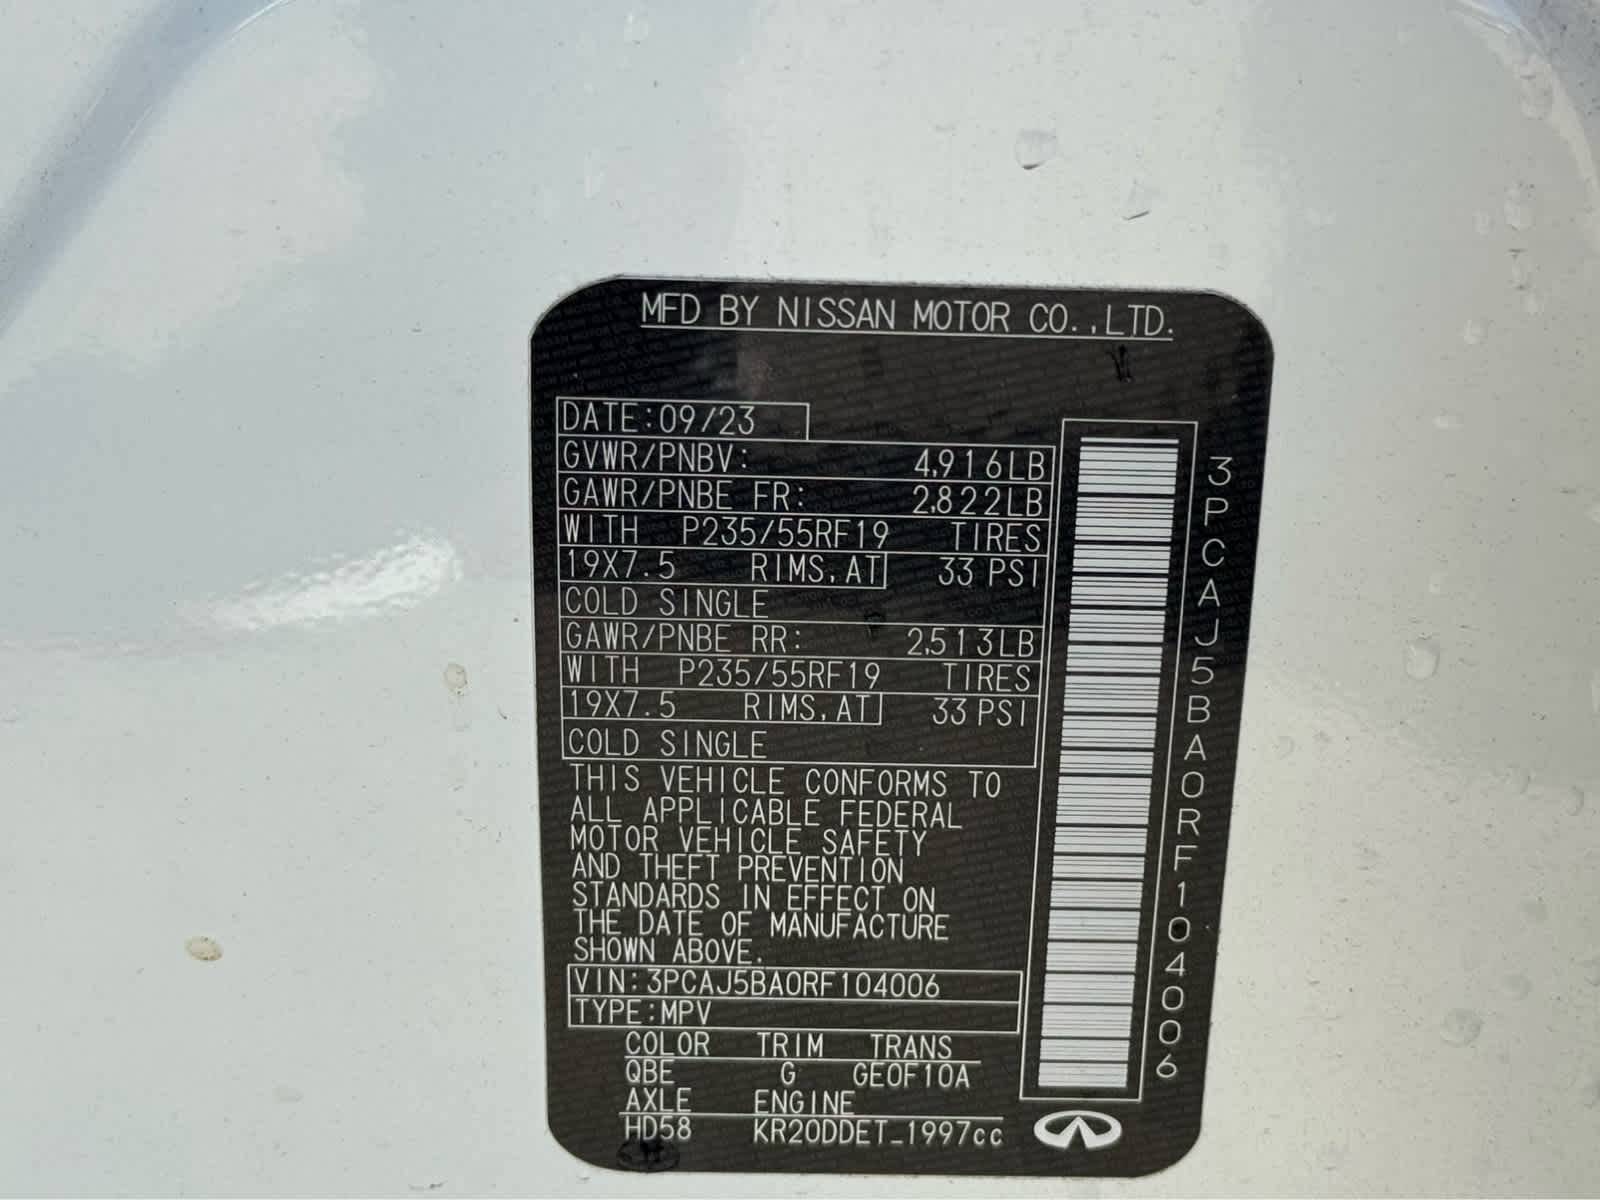 MFD BY NISSAN MOTOR CO.,LTD.
DATE:09/23
GVWR/PNBV: 4,916LB
GAWR/PNBE FR: 2,822LB
WITH P235/55RF19 TIRES
19X7.5 RIMS,AT 33 PSI
COLD SINGLE
GAWR/PNBE RR: 2,513LB
WITH P235/55RF19 TIRES
19X7.5 RIMS,AT 33 PSI
COLD SINGLE
THIS VEHICLE CONFORMS TO
ALL APPLICABLE FEDERAL
MOTOR VEHICLE SAFETY
AND THEFT PREVENTION
STANDARDS IN EFFECT ON
THE DATE OF MANUFACTURE
SHOWN ABOVE.
VIN:3PCAJ5BA0RF104006
TYPE:MPV
COLOR TRIM TRANS
QBE G GE0F10A
AXLE ENGINE
HD58 KR20DDET_1997cc
3PCAJ5BA0RF104006